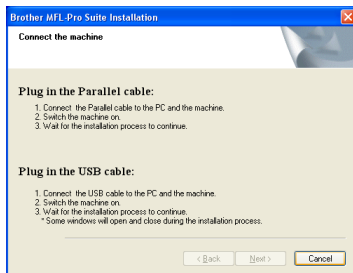 Brother MFL-Pro Suite Installation
Connect the machine
Plug in the Parallel cable:
1. Connect the Parallel cable to the PC and the machine.
2. Switch the machine on.
3. Wait for the installation process to continue.
Plug in the USB cable:
1. Connect the USB cable to the PC and the machine.
2. Switch the machine on.
3. Wait for the installation process to continue.
* Some windows will open and close during the installation process.
< Back Next > Cancel